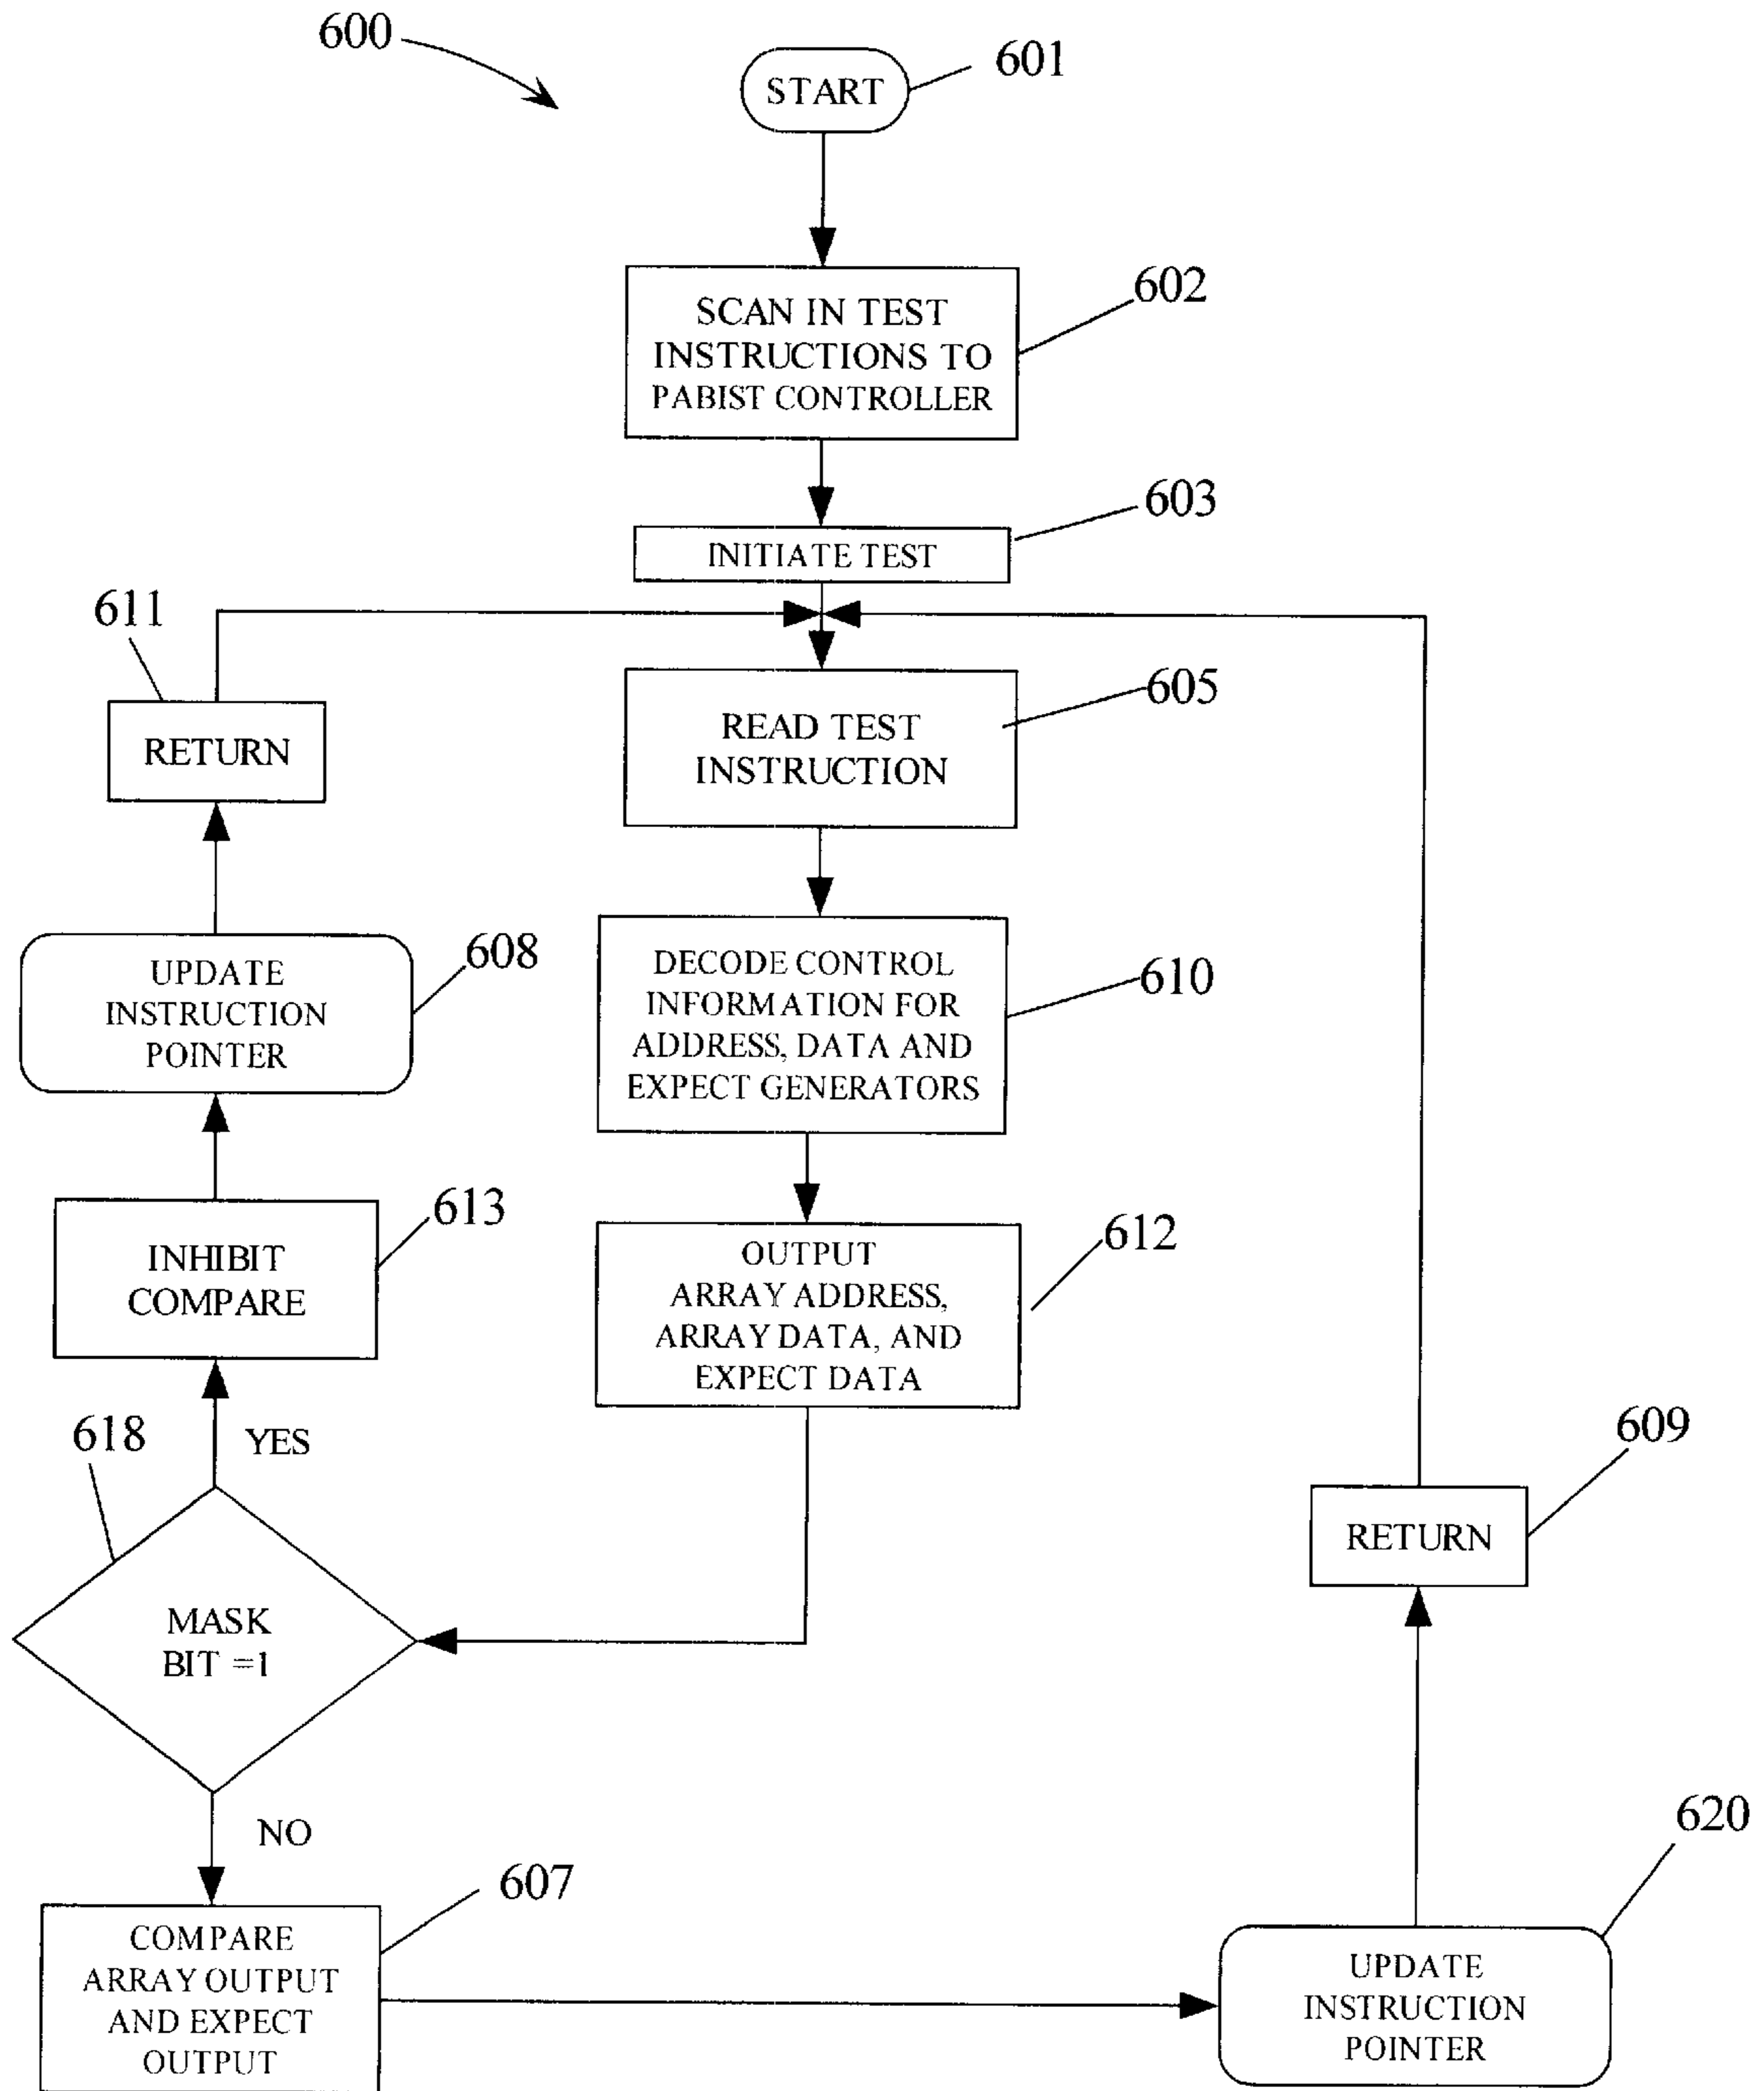 600
START
601
SCAN IN TEST
INSTRUCTIONS TO
PABIST CONTROLLER
602
INITIATE TEST
603
611
RETURN
READ TEST
INSTRUCTION
605
UPDATE
INSTRUCTION
POINTER
608
DECODE CONTROL
INFORMATION FOR
ADDRESS, DATA AND
EXPECT GENERATORS
610
INHIBIT
COMPARE
613
OUTPUT
ARRAY ADDRESS,
ARRAY DATA, AND
EXPECT DATA
612
618
YES
MASK
BIT =1
NO
609
RETURN
COMPARE
ARRAY OUTPUT
AND EXPECT
OUTPUT
607
UPDATE
INSTRUCTION
POINTER
620